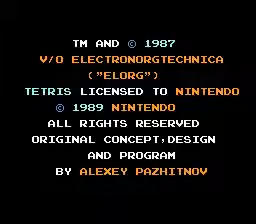 TM AND © 1987
V/O ELECTRONORGTECHNICA
("ELORG")
TETRIS LICENSED TO NINTENDO
© 1989 NINTENDO
ALL RIGHTS RESERVED
ORIGINAL CONCEPT,DESIGN
AND PROGRAM
BY ALEXEY PAZHITNOV